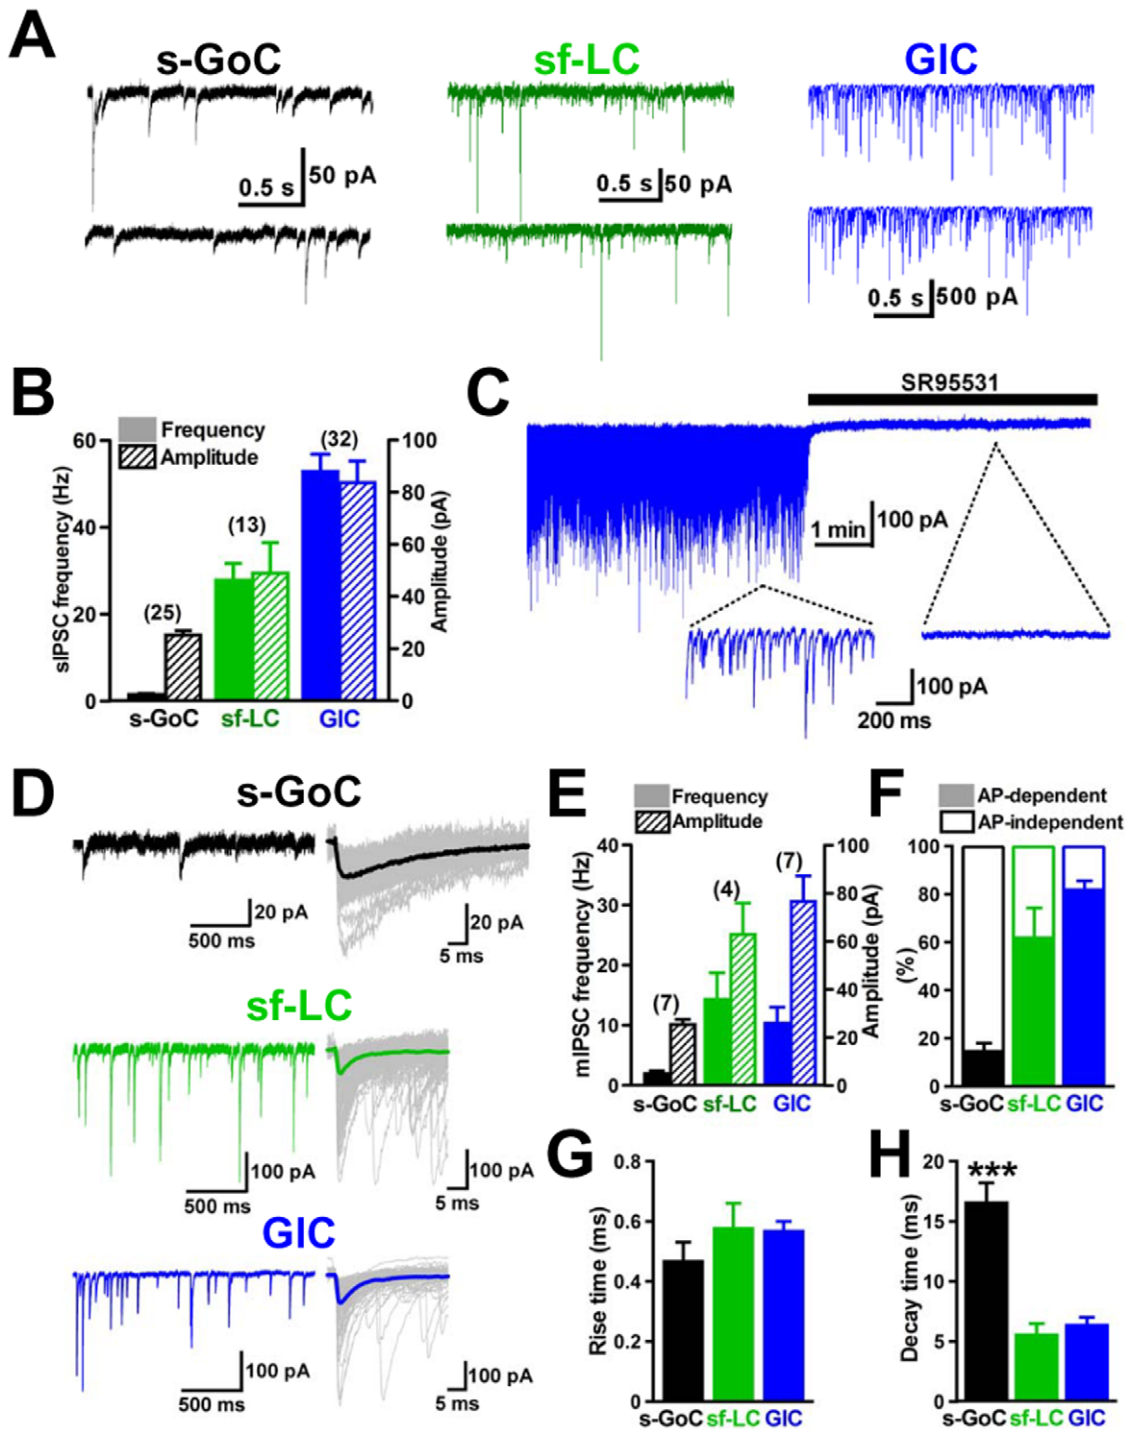 A
s-GoC
sf-LC
GlC
0.5 s
50 pA
0.5 s
50 pA
0.5 s
500 pA
B
Frequency
Amplitude
sIPSC frequency (Hz)
60
40
20
0
(25)
(13)
(32)
100
80
60
40
20
0
Amplitude (pA)
s-GoC
sf-LC
GlC
C
SR95531
1 min
100 pA
100 pA
200 ms
D
s-GoC
20 pA
500 ms
20 pA
5 ms
sf-LC
100 pA
500 ms
100 pA
5 ms
GlC
100 pA
500 ms
100 pA
5 ms
E
Frequency
Amplitude
mIPSC frequency (Hz)
40
30
20
10
0
(7)
(4)
(7)
100
80
60
40
20
0
Amplitude (pA)
s-GoC
sf-LC
GlC
F
AP-dependent
AP-independent
(%)
100
80
60
40
20
0
s-GoC
sf-LC
GlC
G
Rise time (ms)
0.8
0.6
0.4
0.2
0
s-GoC
sf-LC
GlC
H
Decay time (ms)
20
15
10
5
0
***
s-GoC
sf-LC
GlC